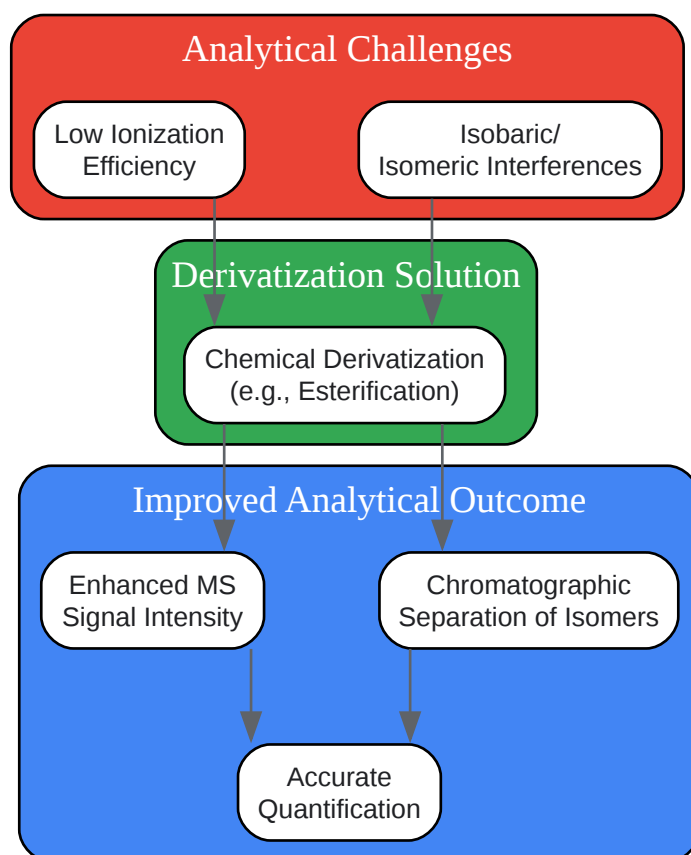 Analytical Challenges
Low Ionization
Efficiency
Isobaric/
Isomeric Interferences
Derivatization Solution
Chemical Derivatization
(e.g., Esterification)
Improved Analytical Outcome
Enhanced MS
Signal Intensity
Chromatographic
Separation of Isomers
Accurate
Quantification